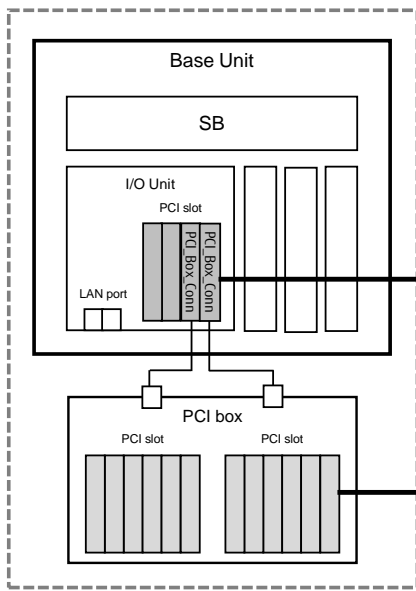 Base Unit
SB
I/O Unit
PCI slot
PCI_Box_Conn
PCI_Box_Conn
LAN port
PCI box
PCI slot
PCI slot